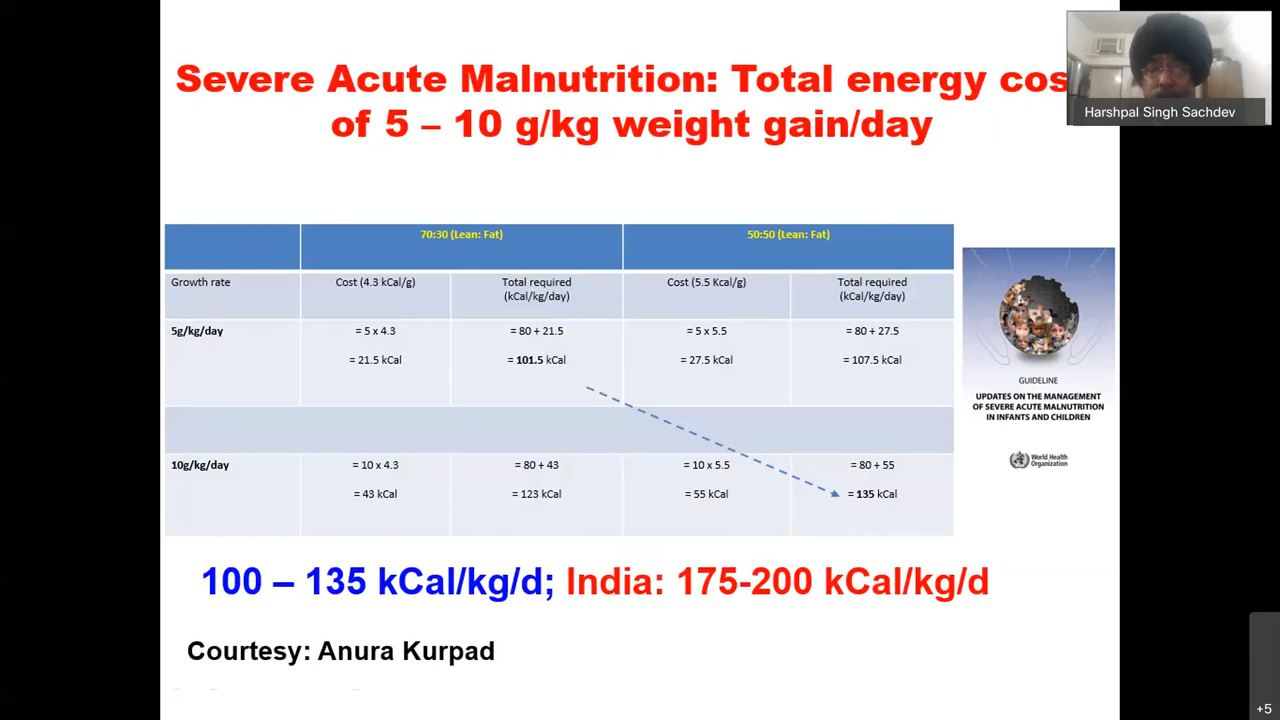 Severe Acute Malnutrition: Total energy cos
of 5 – 10 g/kg weight gain/day
Harshpal Singh Sachdev
70:30 (Lean: Fat)
50:50 (Lean: Fat)
Growth rate
Cost (4.3 kCal/g)
Total required
(kCal/kg/day)
Cost (5.5 Kcal/g)
Total required
(kCal/kg/day)
5g/kg/day
= 5 x 4.3
= 21.5 kCal
= 80 + 21.5
= 101.5 kCal
= 5 x 5.5
= 27.5 kCal
= 80 + 27.5
= 107.5 kCal
10g/kg/day
= 10 x 4.3
= 43 kCal
= 80 + 43
= 123 kCal
= 10 x 5.5
= 55 kCal
= 80 + 55
= 135 kCal
GUIDELINE
UPDATES ON THE MANAGEMENT
OF SEVERE ACUTE MALNUTRITION
IN INFANTS AND CHILDREN
World Health
Organization
100 – 135 kCal/kg/d; India: 175-200 kCal/kg/d
Courtesy: Anura Kurpad
+5